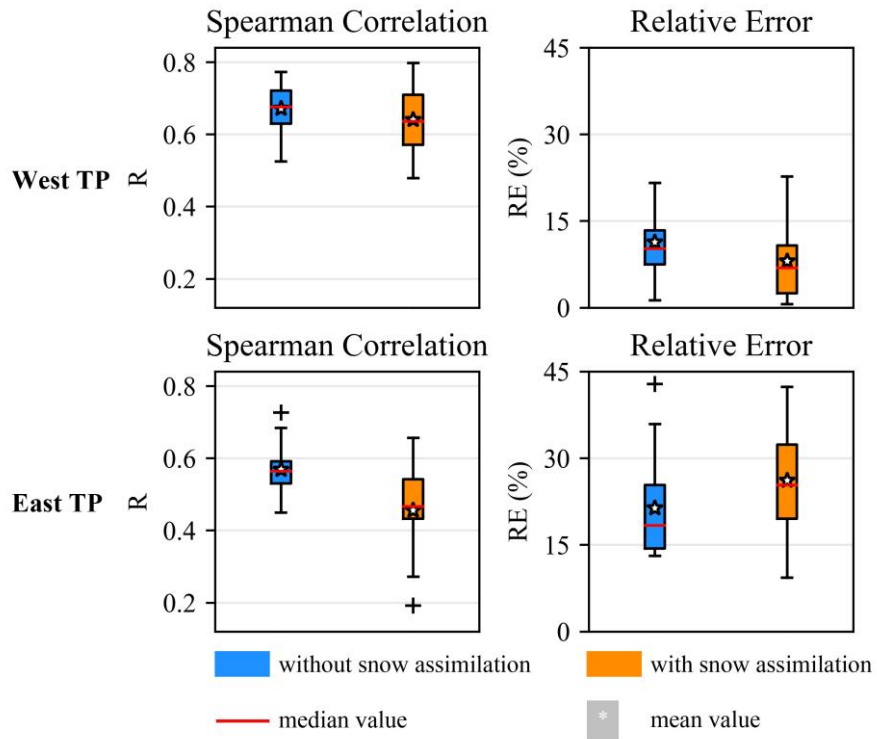 Spearman Correlation
Relative Error
West TP
R
0.8
0.6
0.4
0.2
RE (%)
45
30
15
0
Spearman Correlation
Relative Error
East TP
R
0.8
0.6
0.4
0.2
RE (%)
45
30
15
0
without snow assimilation
with snow assimilation
median value
* mean value